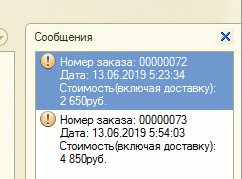 Сообщения
Номер заказа: 00000072
Дата: 13.06.2019 5:23:34
Стоимость(включая доставку):
2 650руб.
Номер заказа: 00000073
Дата: 13.06.2019 5:54:03
Стоимость(включая доставку):
4 850руб.